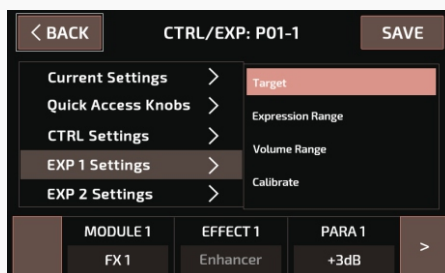 < BACK CTRL/EXP: P01-1 SAVE
Current Settings >
Quick Access Knobs >
CTRL Settings >
EXP 1 Settings >
EXP 2 Settings >
Target
Expression Range
Volume Range
Calibrate
MODULE 1 EFFECT 1 PARA 1 >
FX 1 Enhancer +3dB